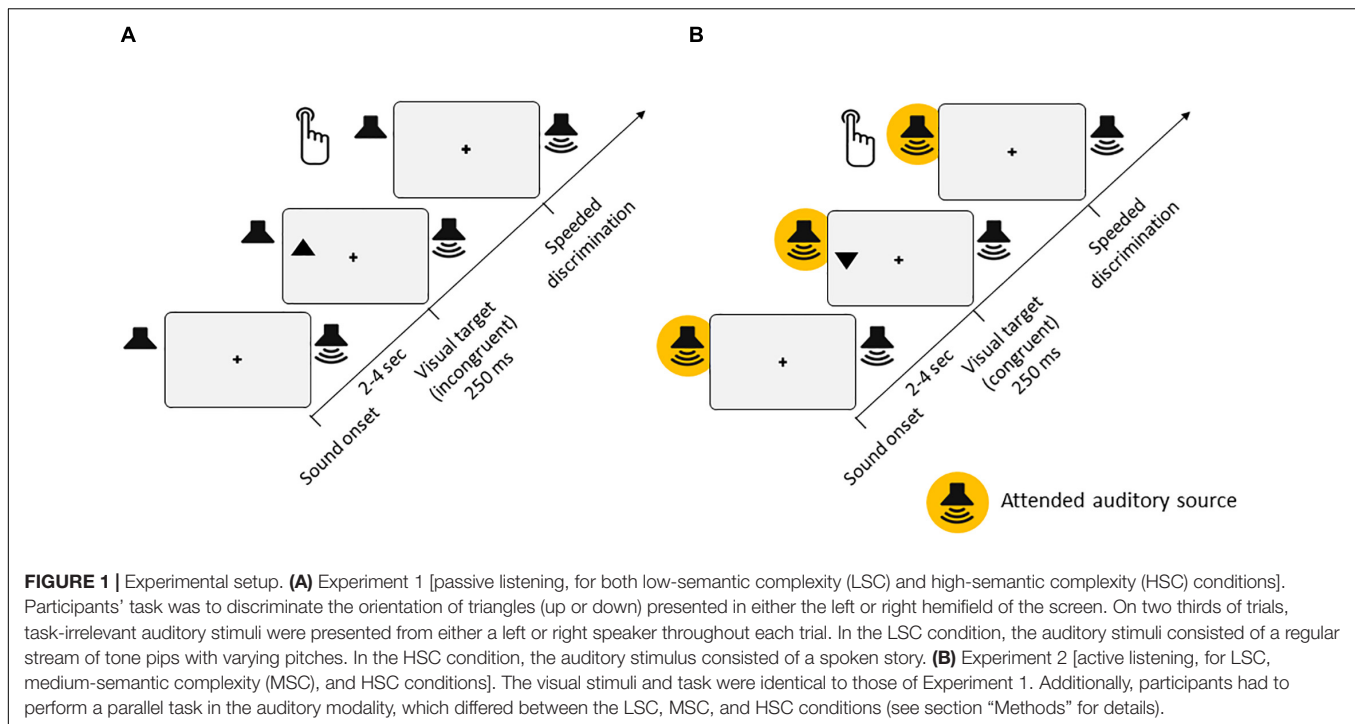 A
B
Speeded
discrimination
Visual target
(incongruent)
250 ms
2-4 sec
Sound onset
Speeded
discrimination
Visual target
(congruent)
250 ms
2-4 sec
Sound onset
Attended auditory source
FIGURE 1 | Experimental setup. (A) Experiment 1 [passive listening, for both low-semantic complexity (LSC) and high-semantic complexity (HSC) conditions].
Participants’ task was to discriminate the orientation of triangles (up or down) presented in either the left or right hemifield of the screen. On two thirds of trials,
task-irrelevant auditory stimuli were presented from either a left or right speaker throughout each trial. In the LSC condition, the auditory stimuli consisted of a regular
stream of tone pips with varying pitches. In the HSC condition, the auditory stimulus consisted of a spoken story. (B) Experiment 2 [active listening, for LSC,
medium-semantic complexity (MSC), and HSC conditions]. The visual stimuli and task were identical to those of Experiment 1. Additionally, participants had to
perform a parallel task in the auditory modality, which differed between the LSC, MSC, and HSC conditions (see section “Methods” for details).